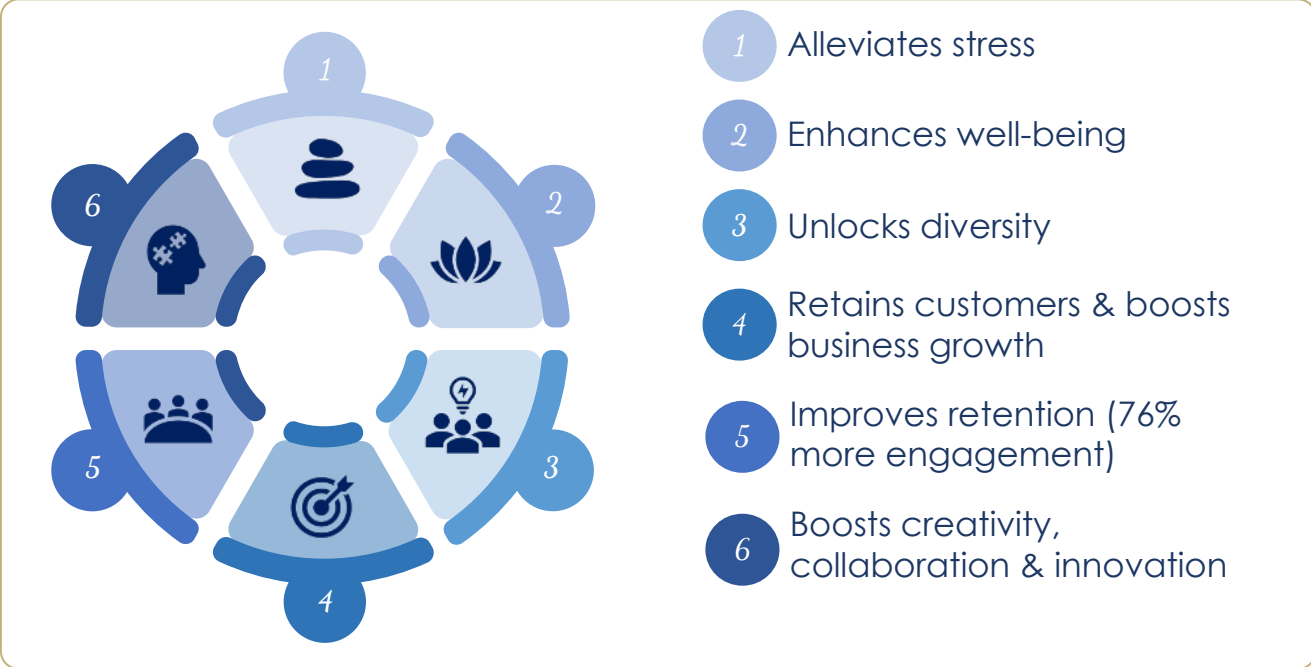 1
6
2
5
3
4
1 Alleviates stress
2 Enhances well-being
3 Unlocks diversity
4 Retains customers & boosts
business growth
5 Improves retention (76%
more engagement)
6 Boosts creativity,
collaboration & innovation